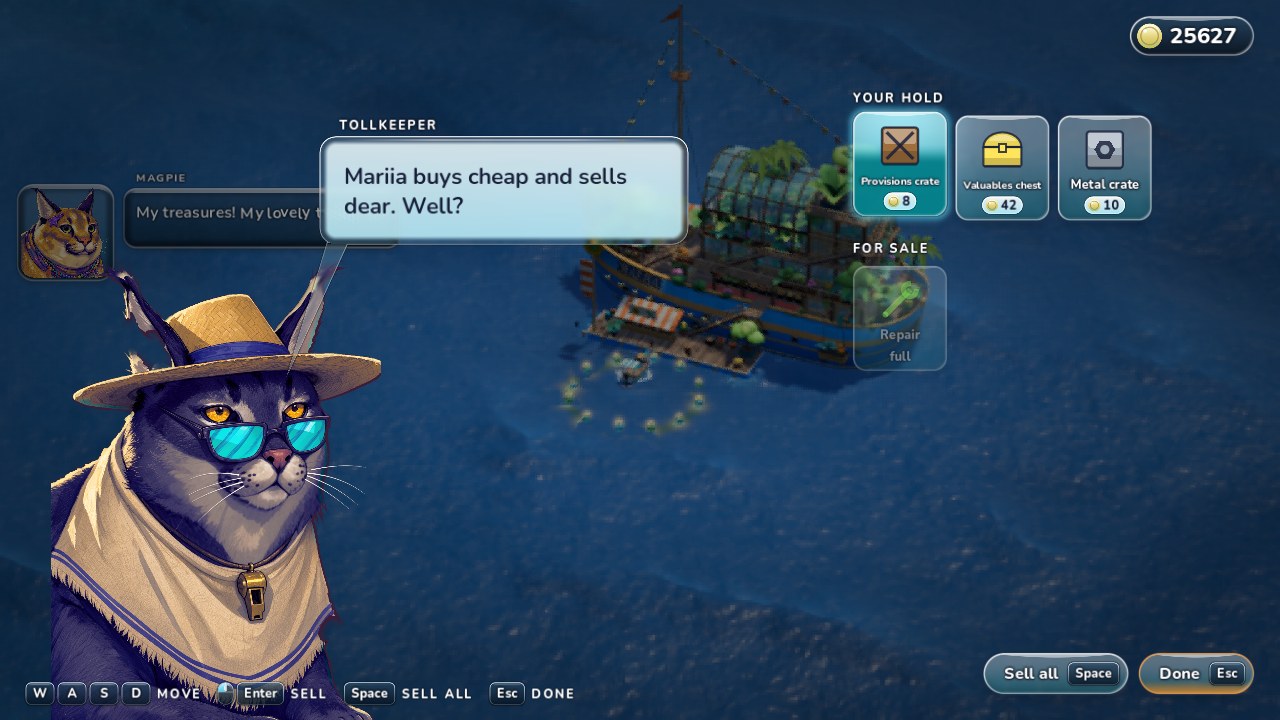 25627
YOUR HOLD
TOLLKEEPER
Mariia buys cheap and sells
dear. Well?
MAGPIE
My treasures! My lovely
Provisions crate
8
Valuables chest
42
Metal crate
10
FOR SALE
Repair
full
Sell all Space
Done Esc
W A S D MOVE Enter SELL Space SELL ALL Esc DONE